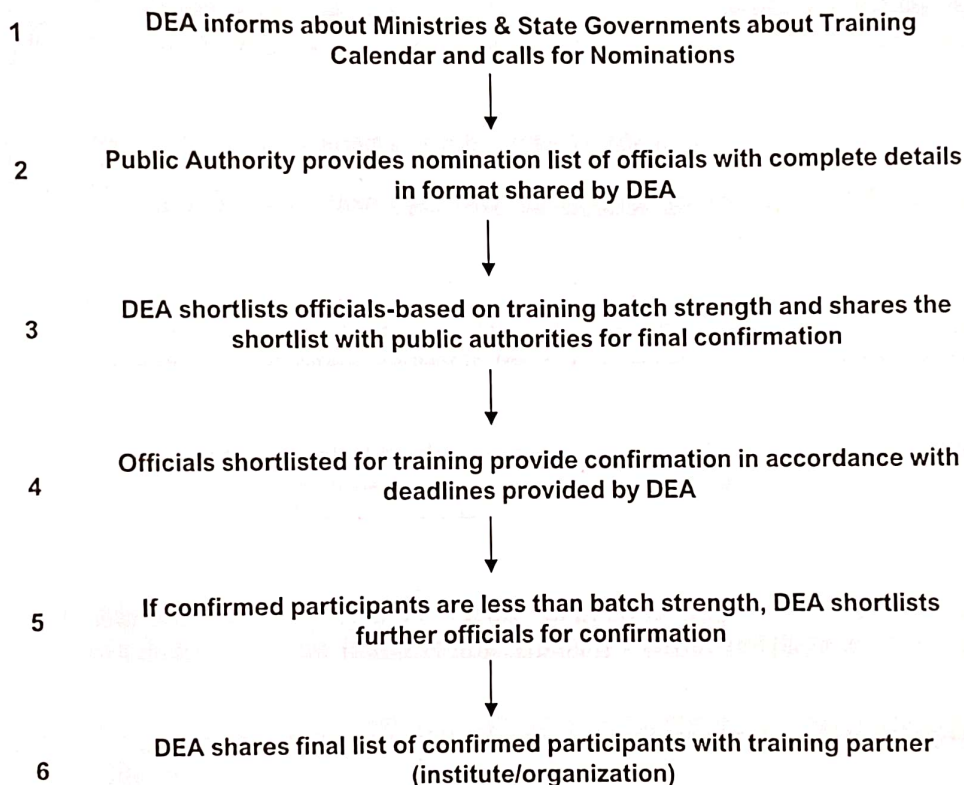 1 DEA informs about Ministries & State Governments about Training
Calendar and calls for Nominations
2 Public Authority provides nomination list of officials with complete details
in format shared by DEA
3 DEA shortlists officials-based on training batch strength and shares the
shortlist with public authorities for final confirmation
4 Officials shortlisted for training provide confirmation in accordance with
deadlines provided by DEA
5 If confirmed participants are less than batch strength, DEA shortlists
further officials for confirmation
6 DEA shares final list of confirmed participants with training partner
(institute/organization)